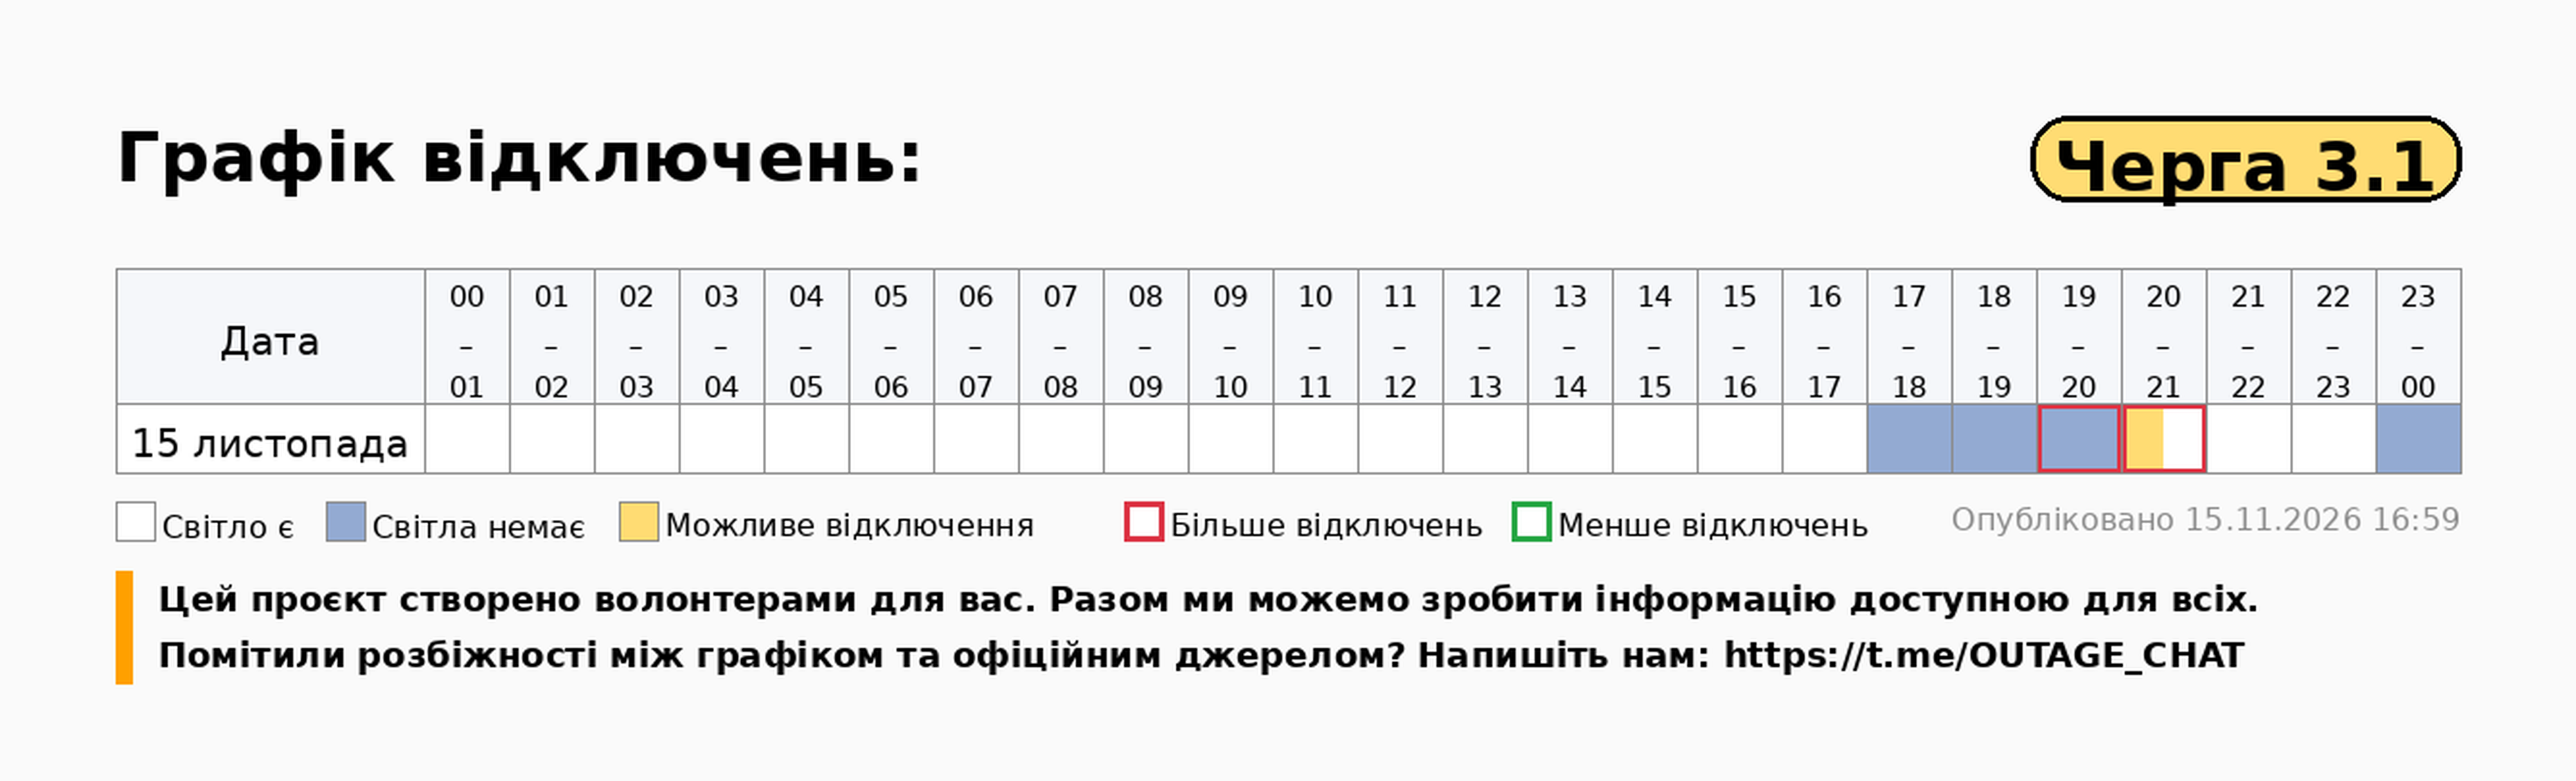 Графік відключень:
Черга 3.1
Дата 00 – 01 01 – 02 02 – 03 03 – 04 04 – 05 05 – 06 06 – 07 07 – 08 08 – 09 09 – 10 10 – 11 11 – 12 12 – 13 13 – 14 14 – 15 15 – 16 16 – 17 17 – 18 18 – 19 19 – 20 20 – 21 21 – 22 22 – 23 23 – 00
15 листопада
Світло є Світла немає Можливе відключення Більше відключень Менше відключень Опубліковано 15.11.2026 16:59
Цей проєкт створено волонтерами для вас. Разом ми можемо зробити інформацію доступною для всіх.
Помітили розбіжності між графіком та офіційним джерелом? Напишіть нам: https://t.me/OUTAGE_CHAT